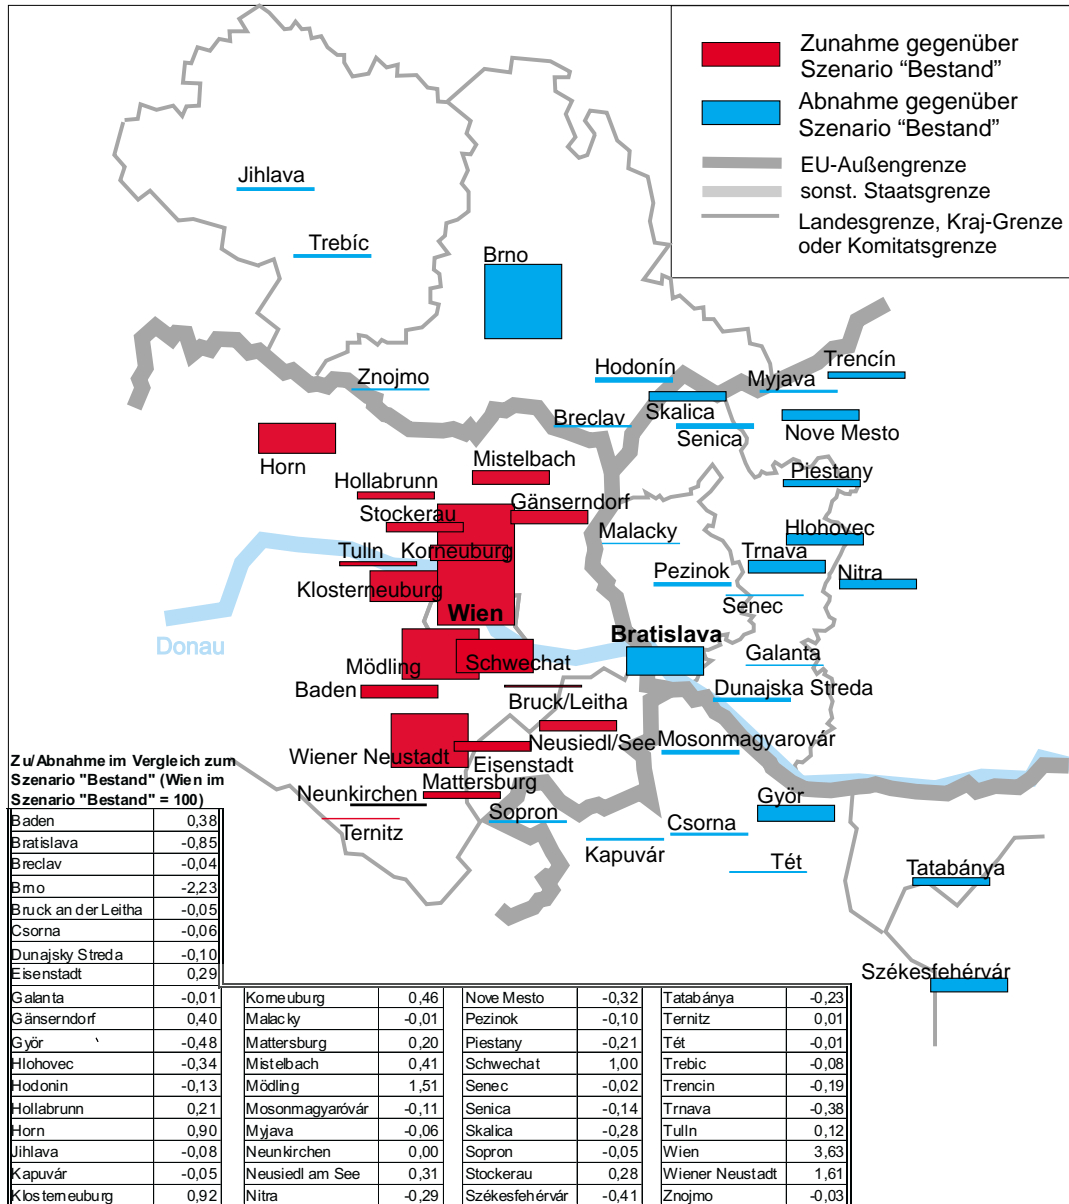 Zunahme gegenüber
Szenario “Bestand”
Abnahme gegenüber
Szenario “Bestand”
EU-Außengrenze
sonst. Staatsgrenze
Landesgrenze, Kraj-Grenze
oder Komitatsgrenze
Jihlava
Trebíc
Brno
Znojmo
Hodonín
Trencín
Myjava
Breclav
Skalica
Senica
Nove Mesto
Horn
Mistelbach
Piestany
Hollabrunn
Gänserndorf
Stockerau
Malacky
Hlohovec
Tulln
Korneuburg
Trnava
Klosterneuburg
Pezinok
Nitra
Senec
Wien
Donau
Bratislava
Mödling
Schwechat
Galanta
Baden
Bruck/Leitha
Dunajska Streda
Wiener Neustadt
Neusiedl/See
Mosonmagyarovár
Eisenstadt
Mattersburg
Neunkirchen
Györ
Ternitz
Sopron
Csorna
Kapuvár
Tét
Tatabánya
Székesfehérvár
Zu/Abnahme im Vergleich zum
Szenario "Bestand" (Wien im
Szenario "Bestand" = 100)
Baden 0,38
Bratislava -0,85
Breclav -0,04
Brno -2,23
Bruck an der Leitha -0,05
Csorna -0,06
Dunajsky Streda -0,10
Eisenstadt 0,29
Galanta -0,01
Gänserndorf 0,40
Györ -0,48
Hlohovec -0,34
Hodonin -0,13
Hollabrunn 0,21
Horn 0,90
Jihlava -0,08
Kapuvár -0,05
Klosterneuburg 0,92
Korneuburg 0,46
Malacky -0,01
Mattersburg 0,20
Mistelbach 0,41
Mödling 1,51
Mosonmagyaróvár -0,11
Myjava -0,06
Neunkirchen 0,00
Neusiedl am See 0,31
Nitra -0,29
Nove Mesto -0,32
Pezinok -0,10
Piestany -0,21
Schwechat 1,00
Senec -0,02
Senica -0,14
Skalica -0,28
Sopron -0,05
Stockerau 0,28
Székesfehérvár -0,41
Tatabánya -0,23
Ternitz 0,01
Tét -0,01
Trebic -0,08
Trencin -0,19
Trnava -0,38
Tulln 0,12
Wien 3,63
Wiener Neustadt 1,61
Znojmo -0,03